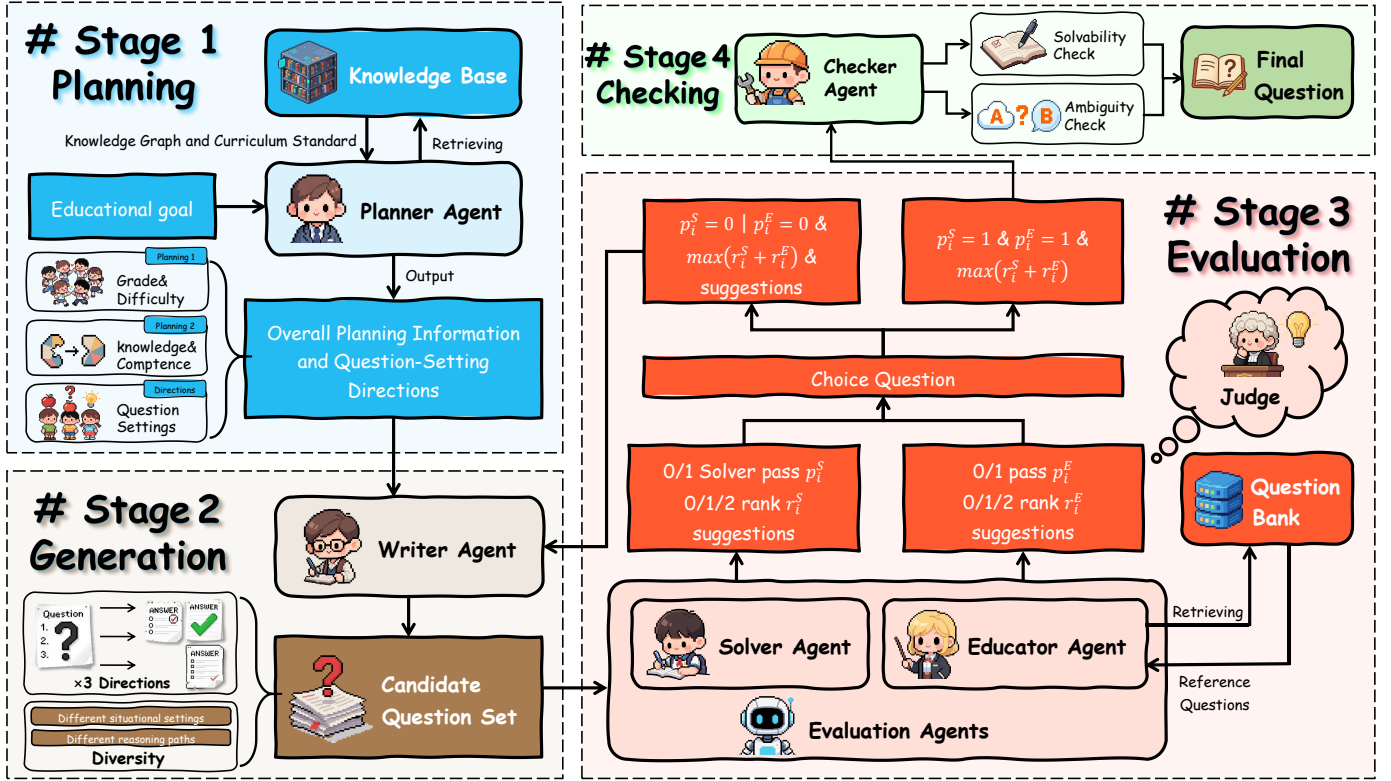 # Stage 1
Planning
Knowledge Base
Knowledge Graph and Curriculum Standard
Retrieving
Educational goal
Planner Agent
Output
Planning 1
Grade&
Difficulty
Planning 2
knowledge&
Comptence
Directions
Question
Settings
Overall Planning Information
and Question-Setting
Directions
# Stage 2
Generation
Writer Agent
Question
1.
2.
3.
?
ANSWER
ANSWER
ANSWER
×3 Directions
Different situational settings
Different reasoning paths
Diversity
?
Candidate
Question Set
# Stage 3
Evaluation
Judge
$p_i^S = 0 \mid p_i^E = 0$ &
$max(r_i^S + r_i^E)$ &
suggestions
$p_i^S = 1$ & $p_i^E = 1$ &
$max(r_i^S + r_i^E)$
Choice Question
0/1 Solver pass $p_i^S$
0/1/2 rank $r_i^S$
suggestions
0/1 pass $p_i^E$
0/1/2 rank $r_i^E$
suggestions
Question
Bank
Retrieving
Reference
Questions
Solver Agent
Educator Agent
Evaluation Agents
# Stage 4
Checking
Checker
Agent
Solvability
Check
A ? B
Ambiguity
Check
?
Final
Question